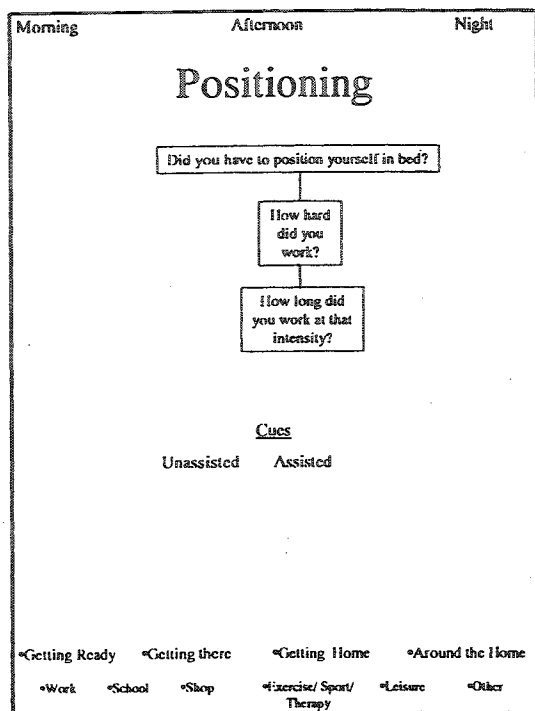 Morning Afternoon Night
Positioning
Did you have to position yourself in bed?
How hard
did you
work?
How long did
you work at that
intensity?
Cues
Unassisted Assisted
•Getting Ready •Getting there •Getting Home •Around the Home
•Work •School •Shop •Exercise/ Sport/ •Leisure •Other
Therapy